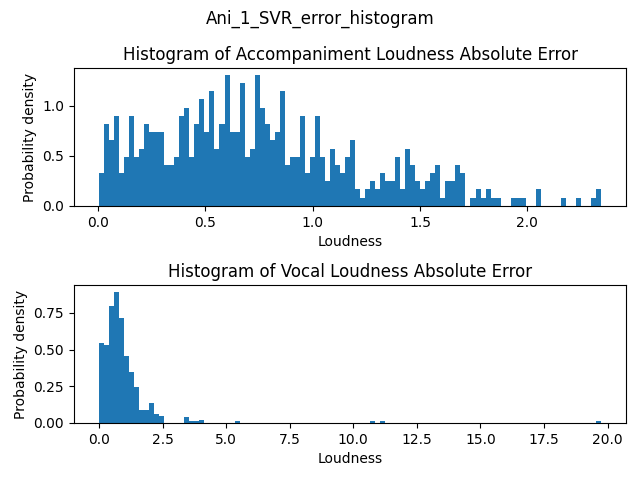 Ani_1_SVR_error_histogram
Histogram of Accompaniment Loudness Absolute Error
Probability density
1.0
0.5
0.0
0.0 0.5 1.0 1.5 2.0
Loudness
Histogram of Vocal Loudness Absolute Error
Probability density
0.75
0.50
0.25
0.00
0.0 2.5 5.0 7.5 10.0 12.5 15.0 17.5 20.0
Loudness